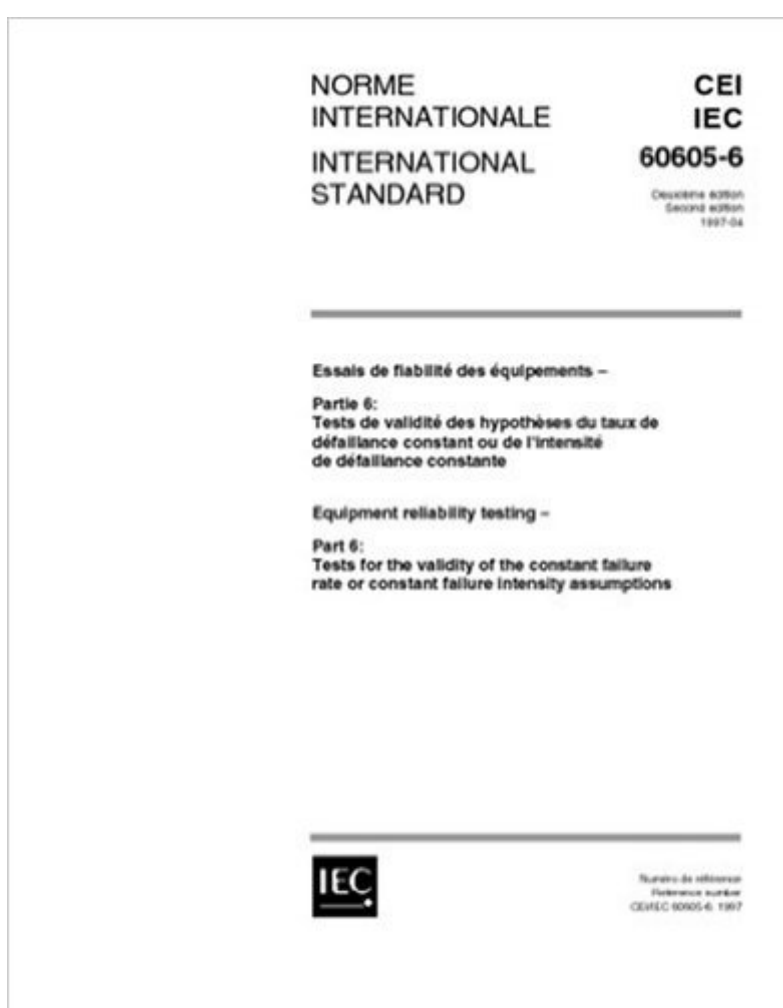 NORME
INTERNATIONALE
INTERNATIONAL
STANDARD
CEI
IEC
60605-6
Deuxième édition
Second edition
1997-04
Essais de fiabilité des équipements –
Partie 6:
Tests de validité des hypothèses du taux de
défaillance constant ou de l'intensité
de défaillance constante
Equipment reliability testing –
Part 6:
Tests for the validity of the constant failure
rate or constant failure intensity assumptions
IEC
Numéro de référence
Reference number
CEI/IEC 60605-6: 1997